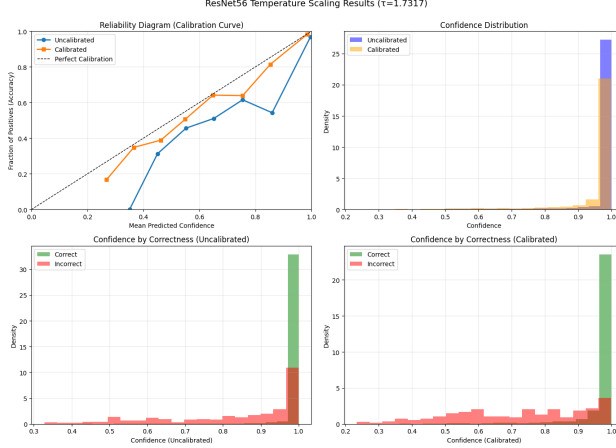 ResNet56 Temperature Scaling Results (τ=1.7317)
Reliability Diagram (Calibration Curve)
Uncalibrated
Calibrated
Perfect Calibration
Fraction of Positives (Accuracy)
1.0
0.8
0.6
0.4
0.2
0.0
0.0 0.2 0.4 0.6 0.8 1.0
Mean Predicted Confidence
Confidence Distribution
Uncalibrated
Calibrated
Density
25
20
15
10
5
0
0.2 0.3 0.4 0.5 0.6 0.7 0.8 0.9 1.0
Confidence
Confidence by Correctness (Uncalibrated)
Correct
Incorrect
Density
30
25
20
15
10
5
0
0.2 0.3 0.4 0.5 0.6 0.7 0.8 0.9 1.0
Confidence (Uncalibrated)
Confidence by Correctness (Calibrated)
Correct
Incorrect
Density
20
15
10
5
0
0.2 0.3 0.4 0.5 0.6 0.7 0.8 0.9 1.0
Confidence (Calibrated)